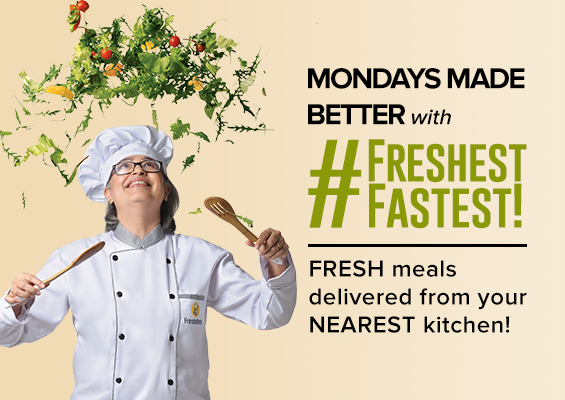 MONDAYS MADE
BETTER with
#FRESHEST
FASTEST!
FRESH meals
delivered from your
NEAREST kitchen!